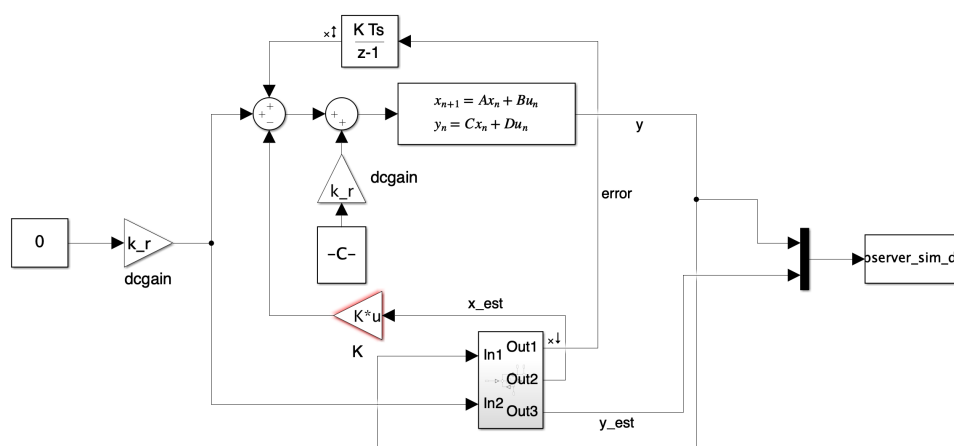 K Ts
z-1
x_{n+1} = Ax_n + Bu_n
y_n = Cx_n + Du_n
y
dcgain
k_r
error
0
k_r
dcgain
-C-
observer_sim_d
x_est
K*u
K
In1
Out1
Out2
In2
Out3
y_est